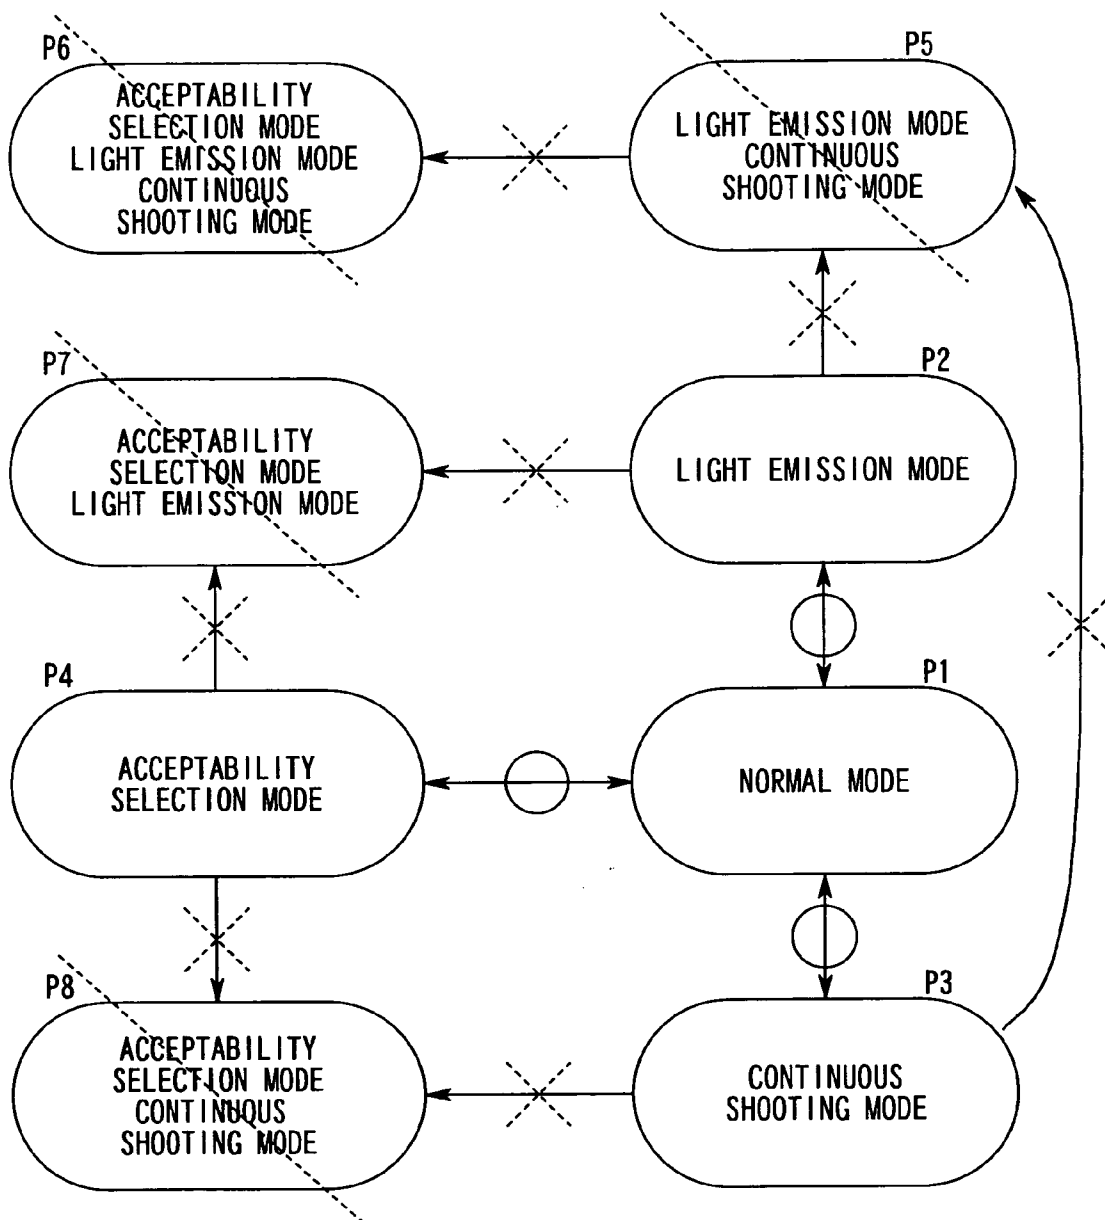 P6
ACCEPTABILITY
SELECTION MODE
LIGHT EMISSION MODE
CONTINUOUS
SHOOTING MODE
P5
LIGHT EMISSION MODE
CONTINUOUS
SHOOTING MODE
P7
ACCEPTABILITY
SELECTION MODE
LIGHT EMISSION MODE
P2
LIGHT EMISSION MODE
P4
ACCEPTABILITY
SELECTION MODE
P1
NORMAL MODE
P8
ACCEPTABILITY
SELECTION MODE
CONTINUOUS
SHOOTING MODE
P3
CONTINUOUS
SHOOTING MODE